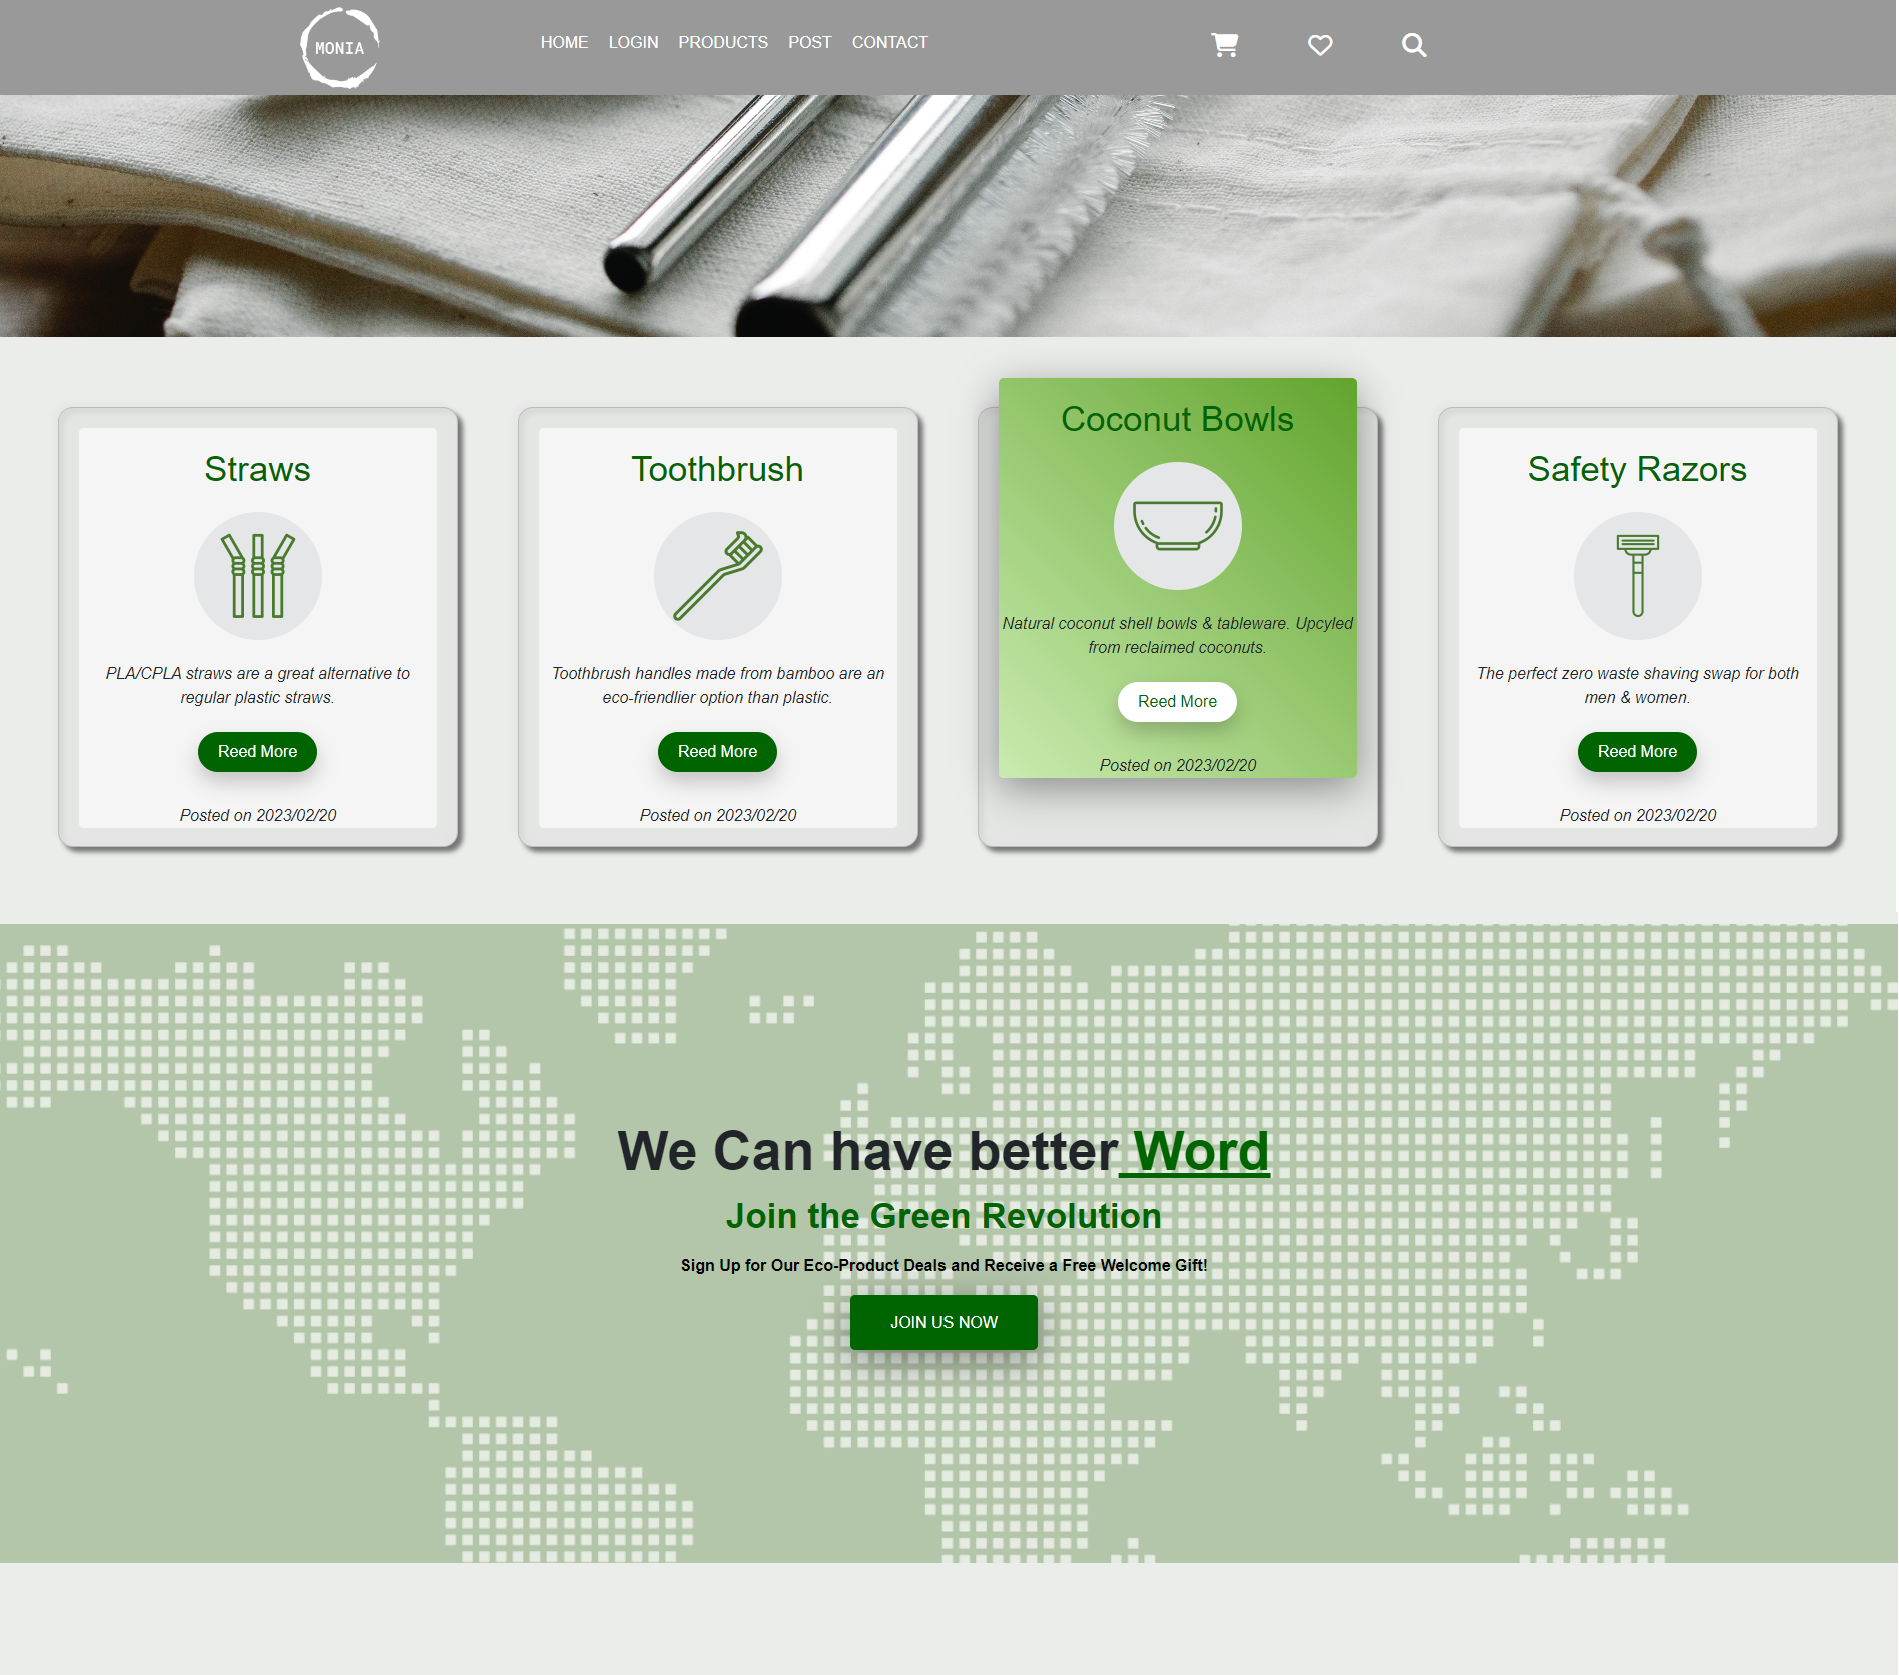 MONIA
HOME LOGIN PRODUCTS POST CONTACT
Straws
PLA/CPLA straws are a great alternative to
regular plastic straws.
Reed More
Posted on 2023/02/20
Toothbrush
Toothbrush handles made from bamboo are an
eco-friendlier option than plastic.
Reed More
Posted on 2023/02/20
Coconut Bowls
Natural coconut shell bowls & tableware. Upcyled
from reclaimed coconuts.
Reed More
Posted on 2023/02/20
Safety Razors
The perfect zero waste shaving swap for both
men & women.
Reed More
Posted on 2023/02/20
We Can have better Word
Join the Green Revolution
Sign Up for Our Eco-Product Deals and Receive a Free Welcome Gift!
JOIN US NOW